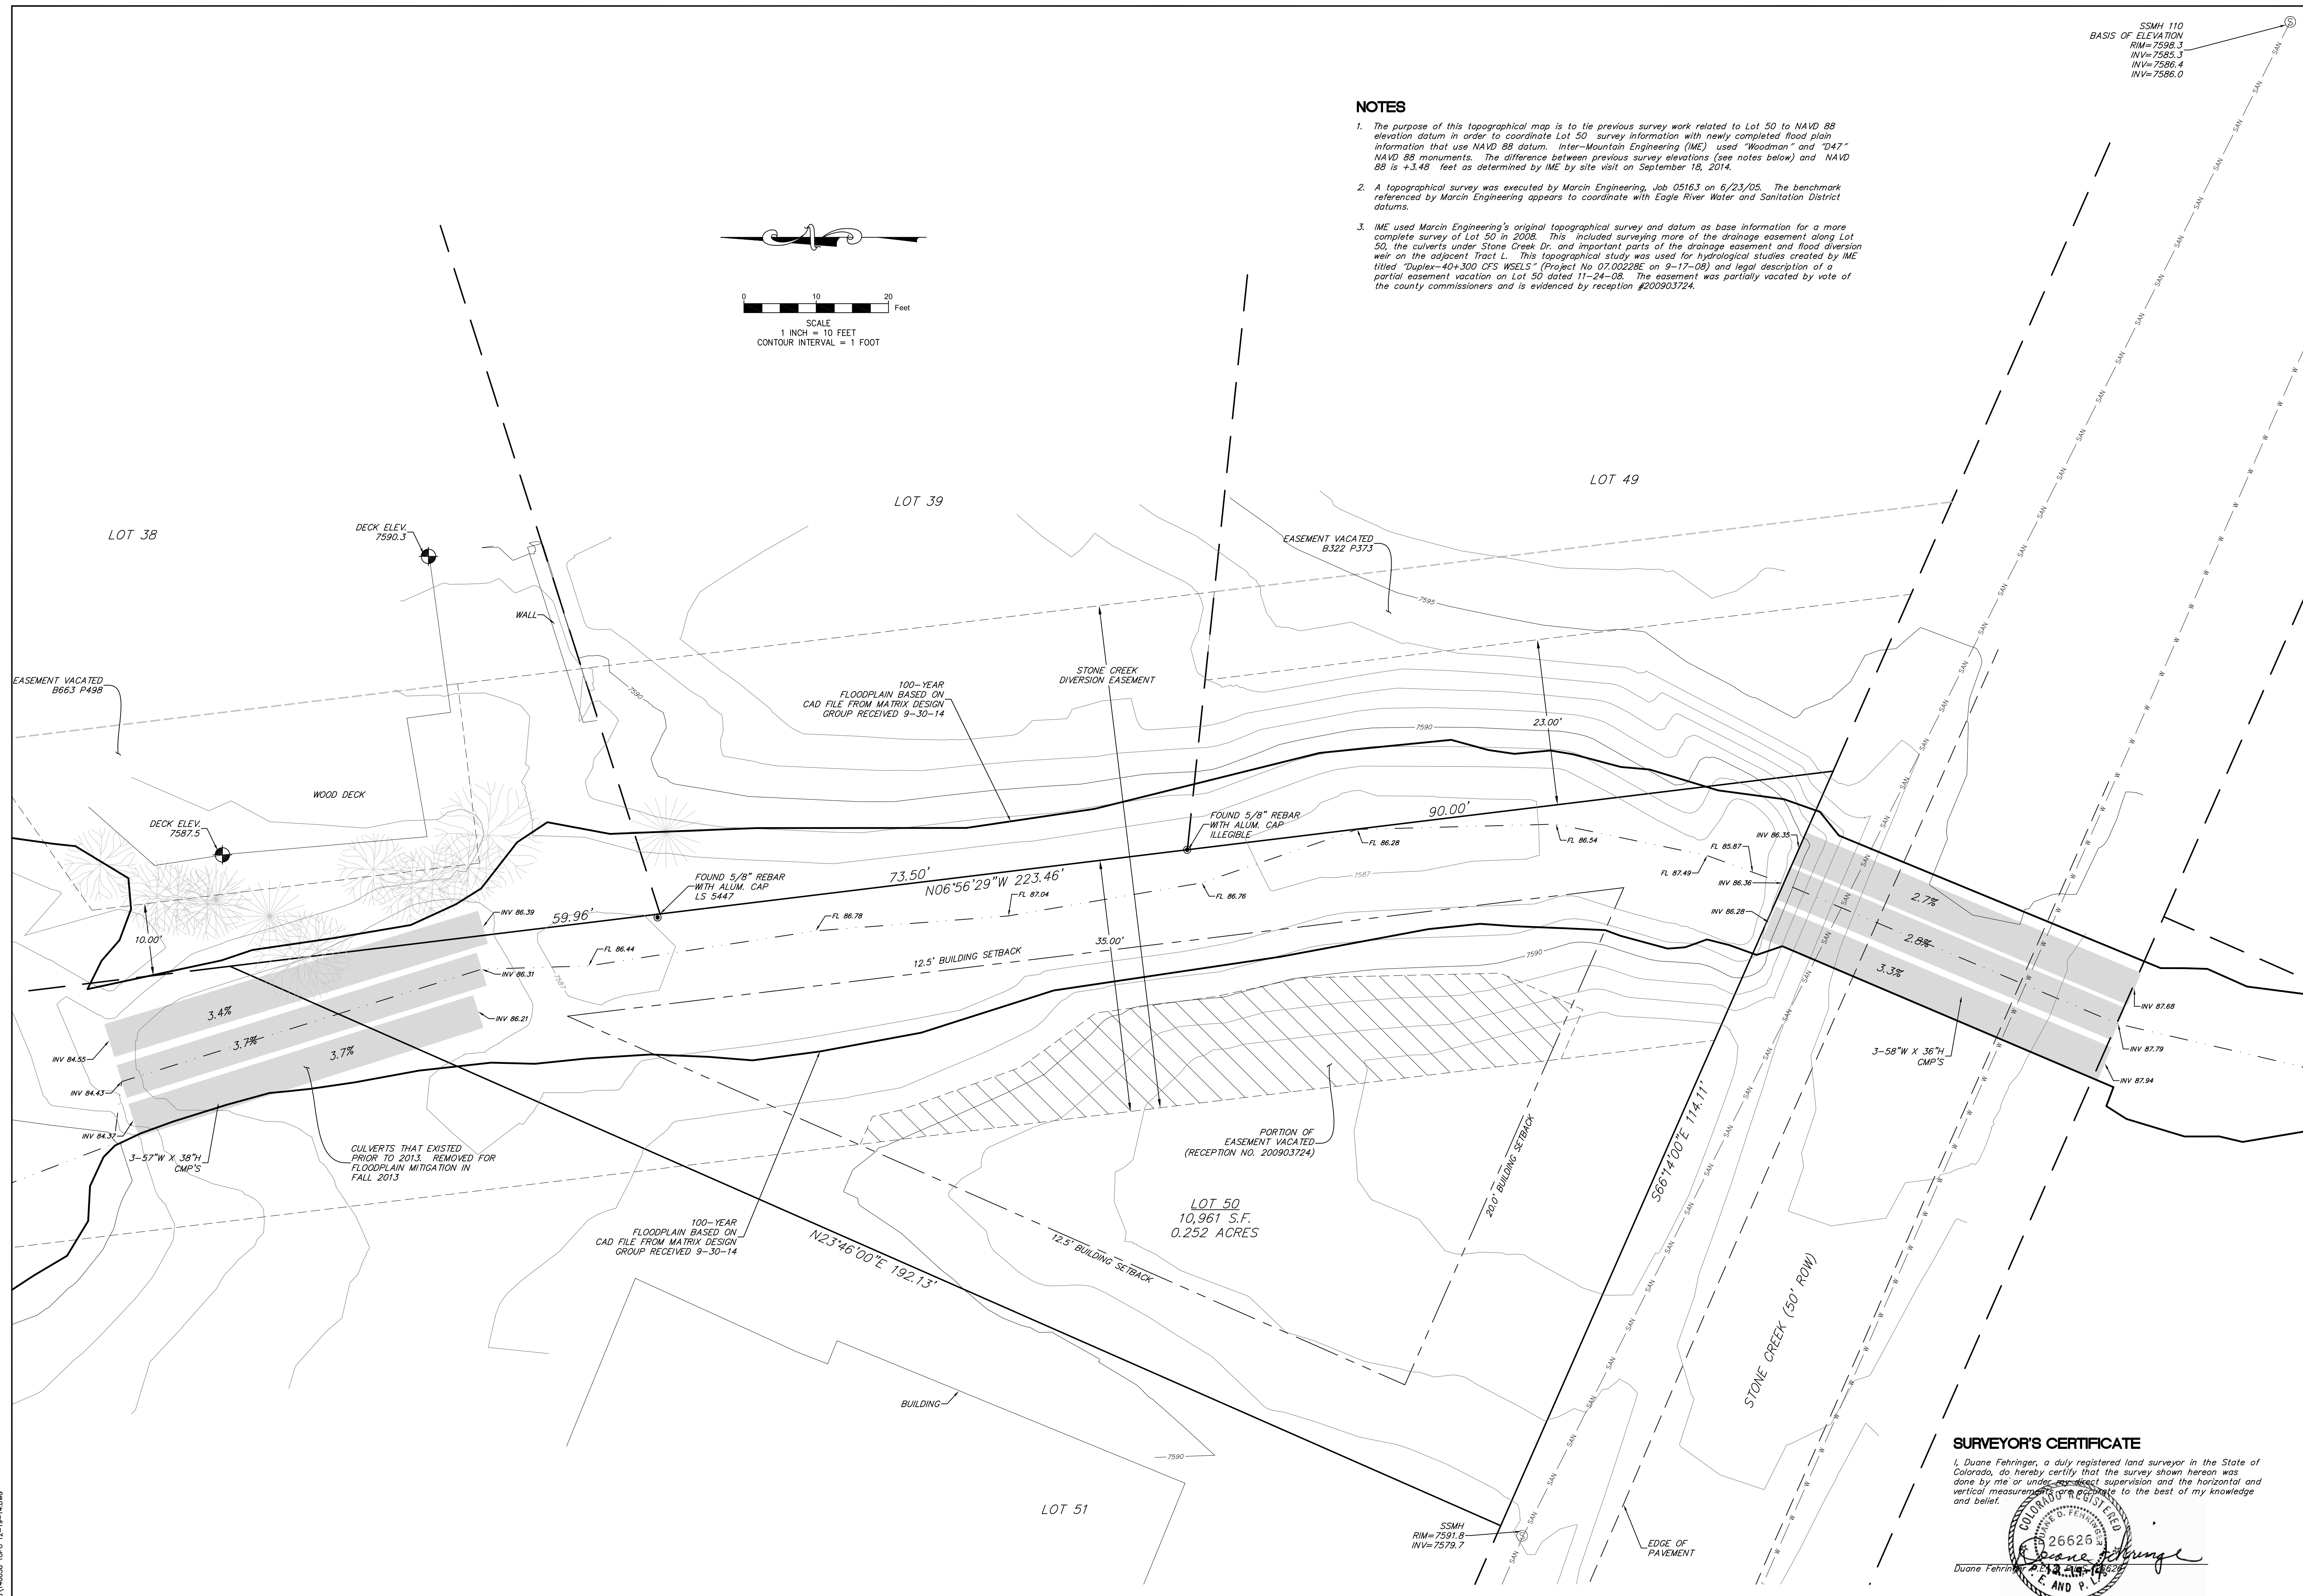 SSMH 110
BASIS OF ELEVATION
RIM=7598.3
INV=7585.3
INV=7586.4
INV=7586.0
NOTES
1. The purpose of this topographical map is to tie previous survey work related to Lot 50 to NAVD 88
elevation datum in order to coordinate Lot 50 survey information with newly completed flood plain
information that use NAVD 88 datum. Inter-Mountain Engineering (IME) used "Woodman" and "D47"
NAVD 88 monuments. The difference between previous survey elevations (see notes below) and NAVD
88 is +3.48 feet as determined by IME by site visit on September 18, 2014.
2. A topographical survey was executed by Marcin Engineering, Job 05163 on 6/23/05. The benchmark
referenced by Marcin Engineering appears to coordinate with Eagle River Water and Sanitation District
datums.
3. IME used Marcin Engineering's original topographical survey and datum as base information for a more
complete survey of Lot 50 in 2008. This included surveying more of the drainage easement along Lot
50, the culverts under Stone Creek Dr. and important parts of the drainage easement and flood diversion
weir on the adjacent Tract L. This topographical study was used for hydrological studies created by IME
titled "Duplex-40+300 CFS WSELS" (Project No 07.00228E on 9-17-08) and legal description of a
partial easement vacation on Lot 50 dated 11-24-08. The easement was partially vacated by vote of
the county commissioners and is evidenced by reception #200903724.
0 10 20
Feet
SCALE
1 INCH = 10 FEET
CONTOUR INTERVAL = 1 FOOT
LOT 38
LOT 39
LOT 49
DECK ELEV.
7590.3
EASEMENT VACATED
B322 P373
7595
WALL
EASEMENT VACATED
B663 P498
7590
100-YEAR
FLOODPLAIN BASED ON
CAD FILE FROM MATRIX DESIGN
GROUP RECEIVED 9-30-14
STONE CREEK
DIVERSION EASEMENT
7590
23.00'
WOOD DECK
DECK ELEV.
7587.5
FOUND 5/8" REBAR
WITH ALUM. CAP
ILLEGIBLE
90.00'
FL 86.28
FL 86.54
INV 86.35
FL 85.87
FL 87.49
INV 86.36
INV 86.28
FOUND 5/8" REBAR
WITH ALUM. CAP
LS 5447
73.50'
N06°56'29"W 223.46'
7587
FL 86.76
FL 87.04
FL 86.78
FL 86.44
59.96'
INV 86.39
10.00'
35.00'
12.5' BUILDING SETBACK
INV 86.31
7587
INV 86.21
7590
2.7%
2.8%
3.3%
INV 87.68
INV 87.79
INV 87.94
3-58"W X 36"H
CMP'S
3.4%
3.7%
3.7%
INV 84.55
INV 84.43
INV 84.37
3-57"W X 38"H
CMP'S
CULVERTS THAT EXISTED
PRIOR TO 2013. REMOVED FOR
FLOODPLAIN MITIGATION IN
FALL 2013
PORTION OF
EASEMENT VACATED
(RECEPTION NO. 200903724)
20.0' BUILDING SETBACK
S66°14'00"E 114.11'
LOT 50
10,961 S.F.
0.252 ACRES
100-YEAR
FLOODPLAIN BASED ON
CAD FILE FROM MATRIX DESIGN
GROUP RECEIVED 9-30-14
N23°46'00"E 192.13'
12.5' BUILDING SETBACK
STONE CREEK (50' ROW)
BUILDING
7590
LOT 51
SSMH
RIM=7591.8
INV=7579.7
EDGE OF
PAVEMENT
SURVEYOR'S CERTIFICATE
I, Duane Fehringer, a duly registered land surveyor in the State of
Colorado, do hereby certify that the survey shown hereon was
done by me or under my direct supervision and the horizontal and
vertical measurements are accurate to the best of my knowledge
and belief.
COLORADO REGISTERED
DUANE D. FEHRINGER
26626
P.E. AND P.L.S.
Duane Fehringer